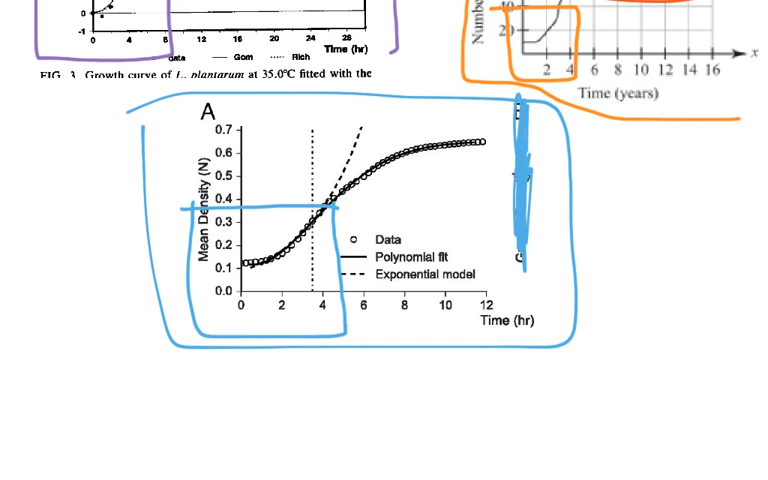 0
-1
0 4 8 12 16 20 24 28
Time (hr)
data Gom Rich
FIG. 3. Growth curve of L. plantarum at 35.0°C fitted with the
40
20
Numbe
2 4 6 8 10 12 14 16
x
Time (years)
A
0.7
0.6
0.5
0.4
0.3
0.2
0.1
0.0
Mean Density (N)
Data
Polynomial fit
Exponential model
0 2 4 6 8 10 12
Time (hr)